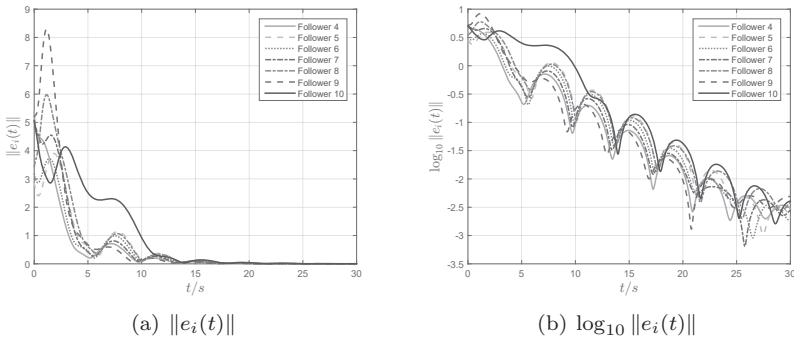 9
8
7
6
5
4
3
2
1
0
‖e_i(t)‖
Follower 4
Follower 5
Follower 6
Follower 7
Follower 8
Follower 9
Follower 10
0 5 10 15 20 25 30
t/s
(a) ‖e_i(t)‖
1
0.5
0
-0.5
-1
-1.5
-2
-2.5
-3
-3.5
log₁₀ ‖e_i(t)‖
Follower 4
Follower 5
Follower 6
Follower 7
Follower 8
Follower 9
Follower 10
0 5 10 15 20 25 30
t/s
(b) log₁₀ ‖e_i(t)‖